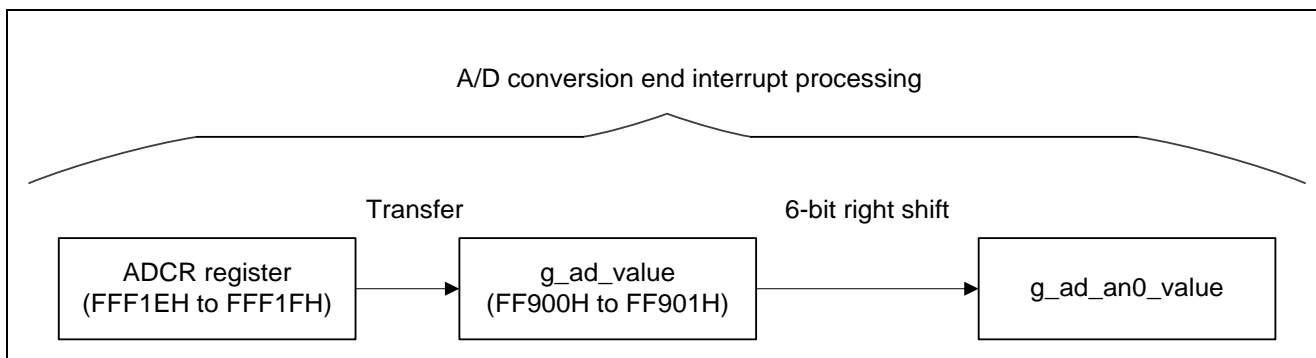 A/D conversion end interrupt processing
Transfer
6-bit right shift
ADCR register
(FFF1EH to FFF1FH)
g_ad_value
(FF900H to FF901H)
g_ad_an0_value